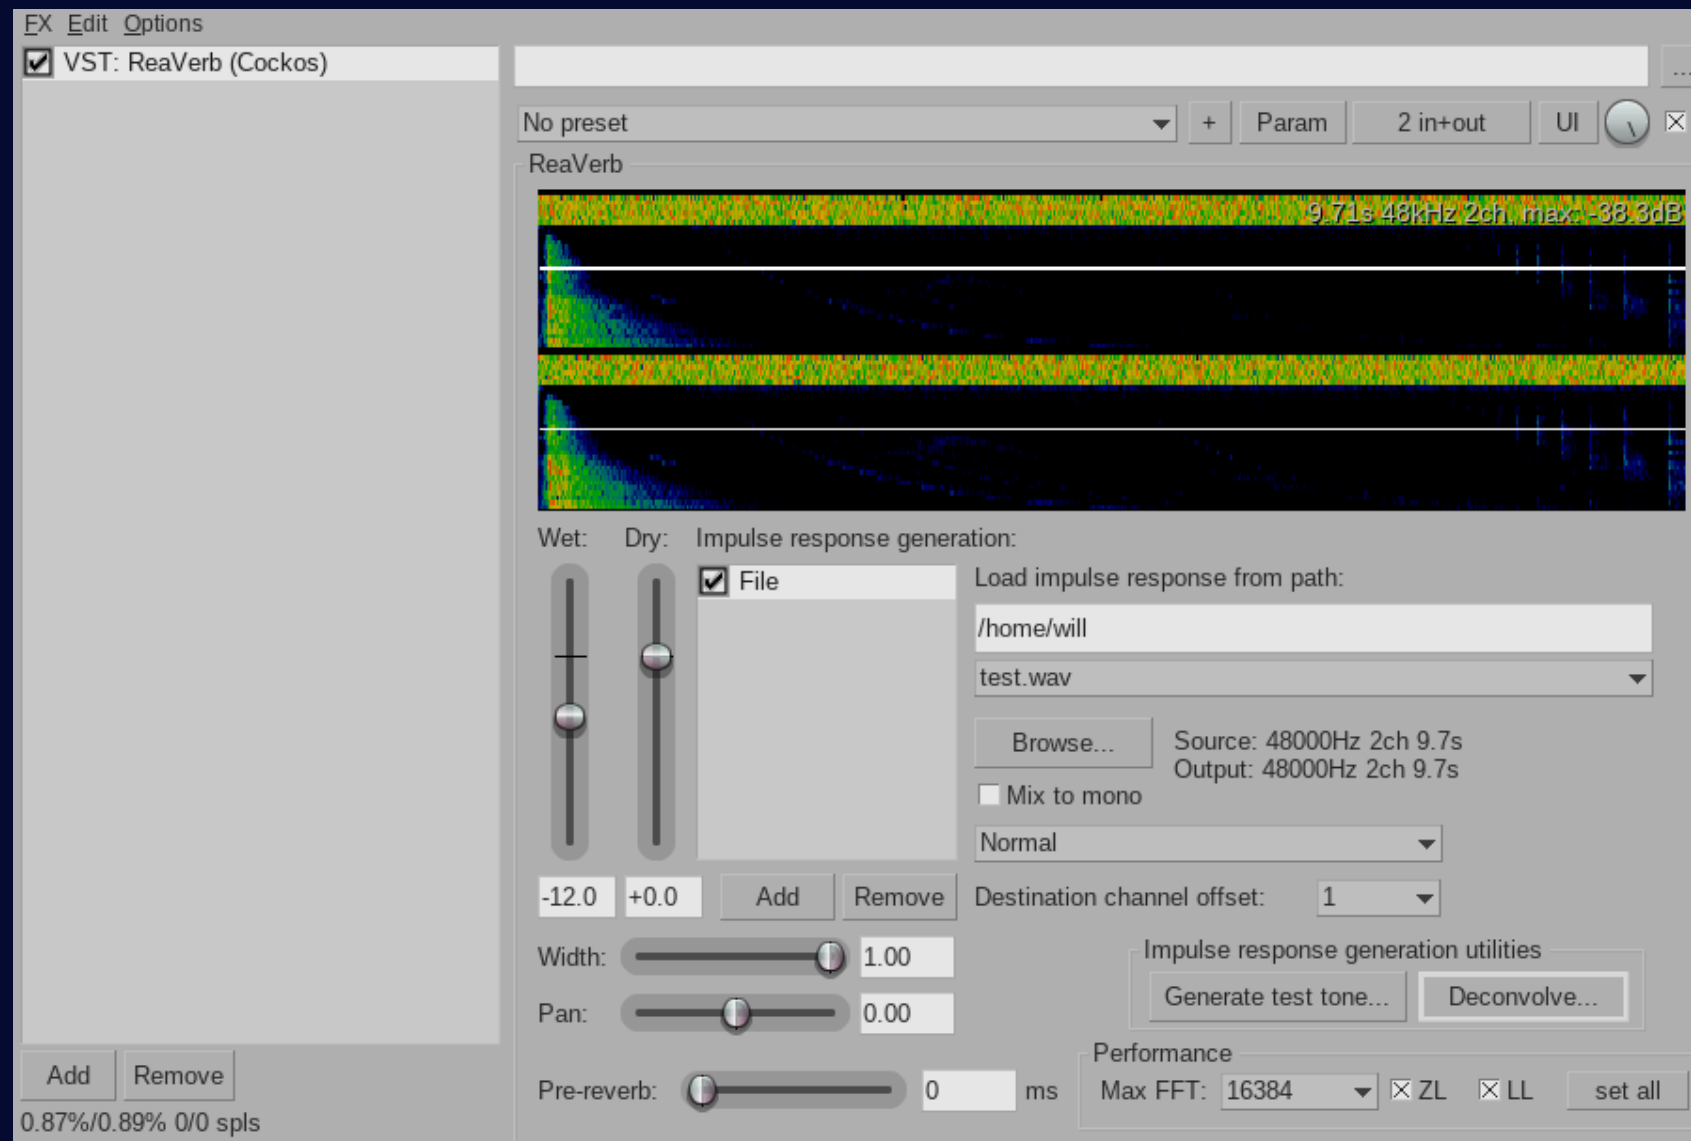 FX Edit Options
VST: ReaVerb (Cockos)
...
No preset + Param 2 in+out UI
ReaVerb
9.71s 48kHz 2ch, max: -38.3dB
Wet: Dry: Impulse response generation:
File
Load impulse response from path:
/home/will
test.wav
Browse...
Source: 48000Hz 2ch 9.7s
Output: 48000Hz 2ch 9.7s
Mix to mono
Normal
-12.0 +0.0 Add Remove
Destination channel offset: 1
Width: 1.00
Pan: 0.00
Impulse response generation utilities
Generate test tone... Deconvolve...
Pre-reverb: 0 ms
Performance
Max FFT: 16384 ZL LL set all
Add Remove
0.87%/0.89% 0/0 spls